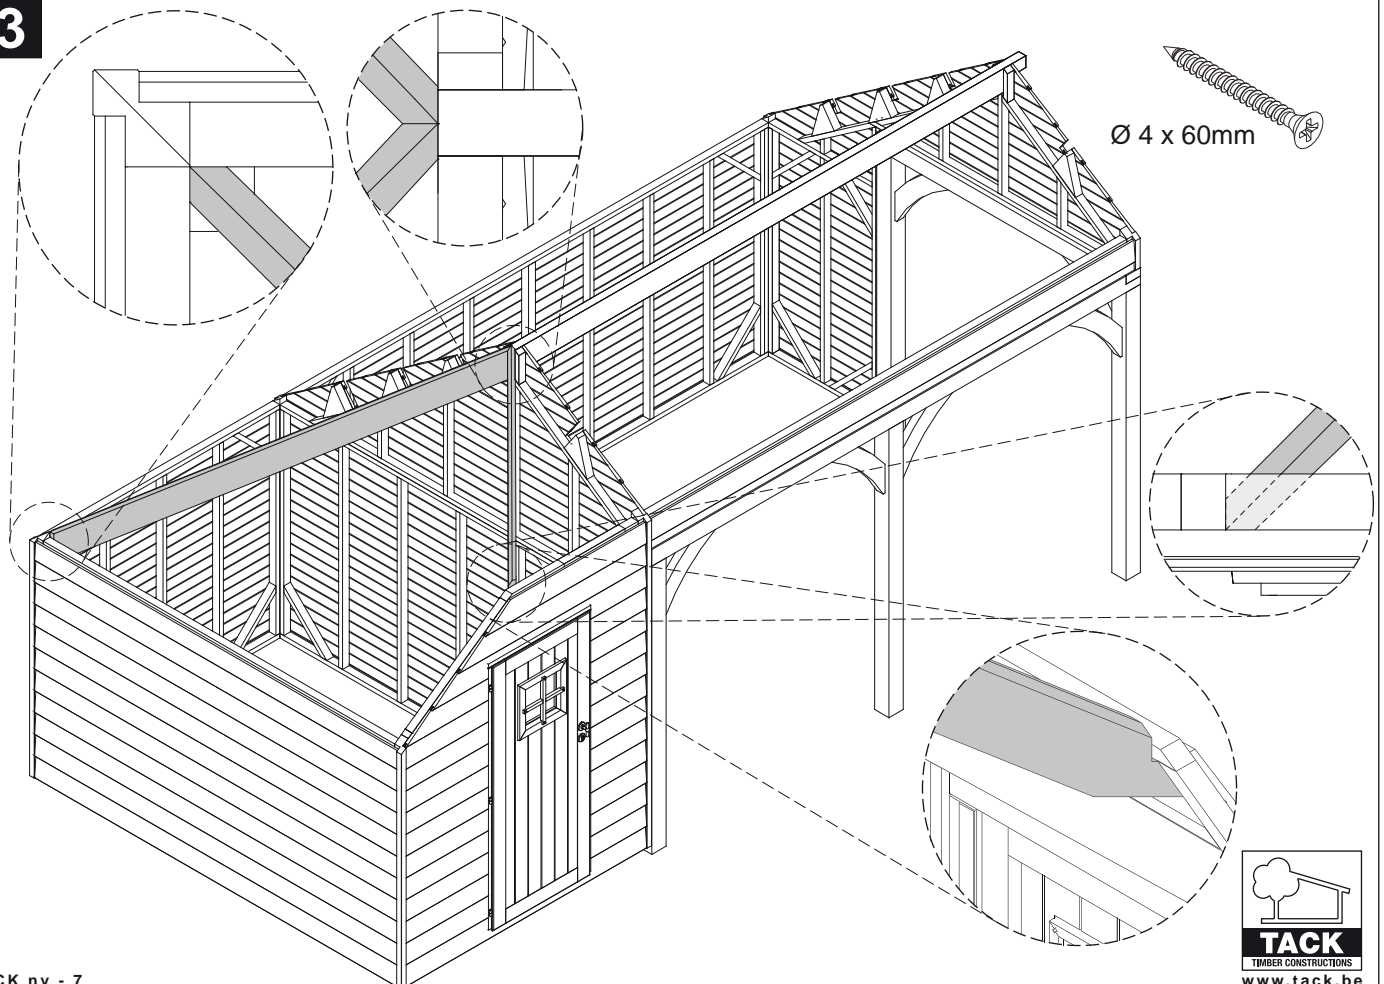 3
Ø 4 x 60mm
TACK
TIMBER CONSTRUCTIONS
www.tack.be
CK nv - 7